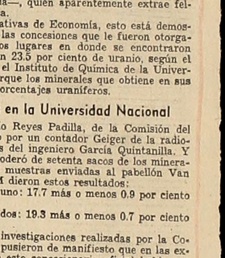 na—, quien aparentemente extrae fel-
a.
ativas de Economía, esto está demos-
las concesiones que le fueron otorga-
os lugares en donde se encontraron
n 23.5 por ciento de uranio, según el
el Instituto de Química de la Univer-
rque los minerales que obtiene en sus
orcentajes uraníferos.
en la Universidad Nacional
o Reyes Padilla, de la Comisión del
o por un contador Geiger de la radio-
s del ingeniero García Quintanilla. Y
oderó de setenta sacos de los minera-
muestras enviadas al pabellón Van
M dieron estos resultados:
uno: 17.7 más o menos 0.9 por ciento
dos: 19.3 más o menos 0.7 por ciento
investigaciones realizadas por la Co-
pusieron de manifiesto que en las ex-